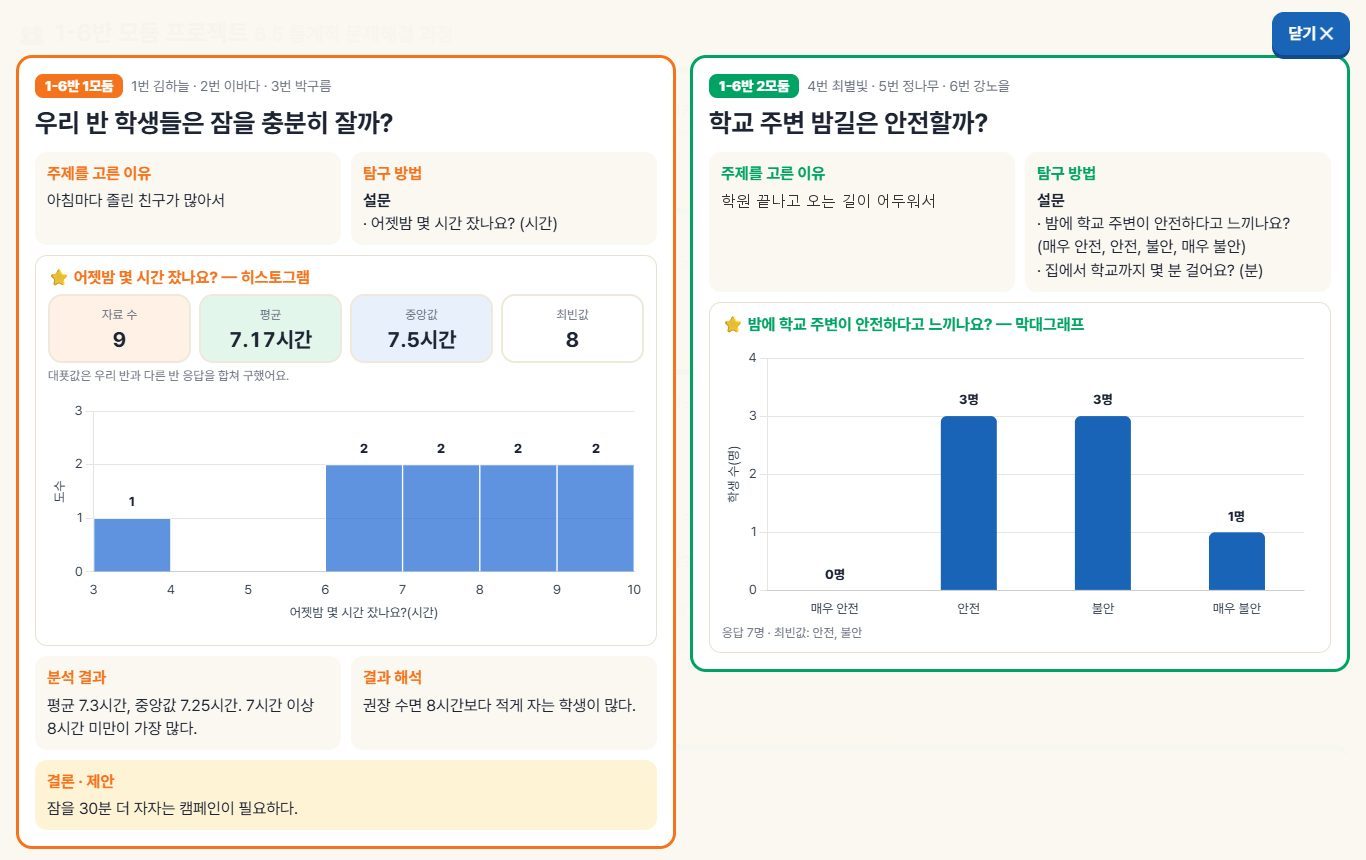 1-6반 모둠 프로젝트 6.5 통계적 문제해결 과정
닫기 ✕
1-6반 1모둠 1번 김하늘 · 2번 이바다 · 3번 박구름
우리 반 학생들은 잠을 충분히 잘까?
주제를 고른 이유
아침마다 졸린 친구가 많아서
탐구 방법
설문
· 어젯밤 몇 시간 잤나요? (시간)
⭐ 어젯밤 몇 시간 잤나요? — 히스토그램
자료 수
9
평균
7.17시간
중앙값
7.5시간
최빈값
8
대푯값은 우리 반과 다른 반 응답을 합쳐 구했어요.
도수
3
2
1
0
1
2
2
2
2
3 4 5 6 7 8 9 10
어젯밤 몇 시간 잤나요?(시간)
분석 결과
평균 7.3시간, 중앙값 7.25시간. 7시간 이상
8시간 미만이 가장 많다.
결과 해석
권장 수면 8시간보다 적게 자는 학생이 많다.
결론 · 제안
잠을 30분 더 자자는 캠페인이 필요하다.
1-6반 2모둠 4번 최별빛 · 5번 정나무 · 6번 강노을
학교 주변 밤길은 안전할까?
주제를 고른 이유
학원 끝나고 오는 길이 어두워서
탐구 방법
설문
· 밤에 학교 주변이 안전하다고 느끼나요?
(매우 안전, 안전, 불안, 매우 불안)
· 집에서 학교까지 몇 분 걸어요? (분)
⭐ 밤에 학교 주변이 안전하다고 느끼나요? — 막대그래프
학생 수(명)
4
3
2
1
0
0명
3명
3명
1명
매우 안전 안전 불안 매우 불안
응답 7명 · 최빈값: 안전, 불안